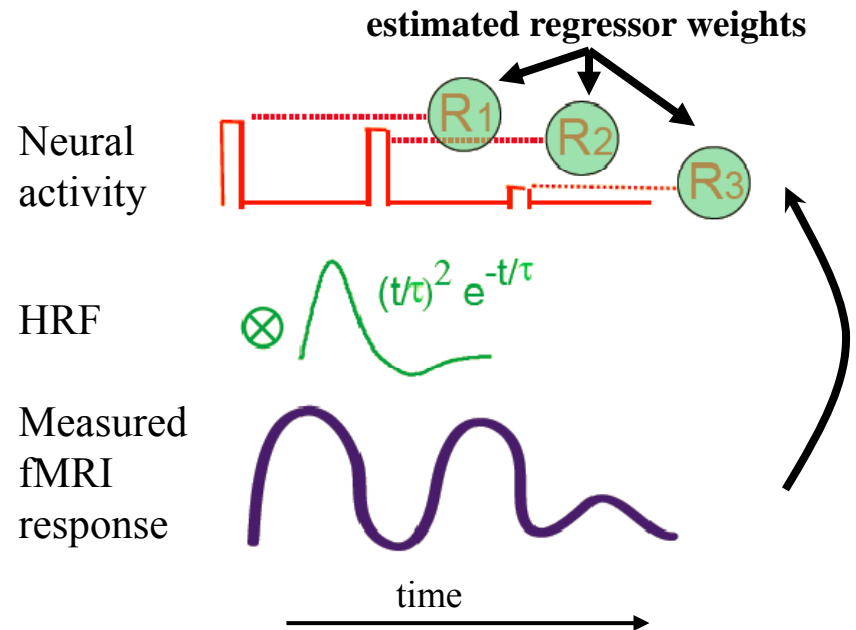 estimated regressor weights
R1
R2
R3
Neural
activity
HRF
⊗
(t/τ)² e^-t/τ
Measured
fMRI
response
time